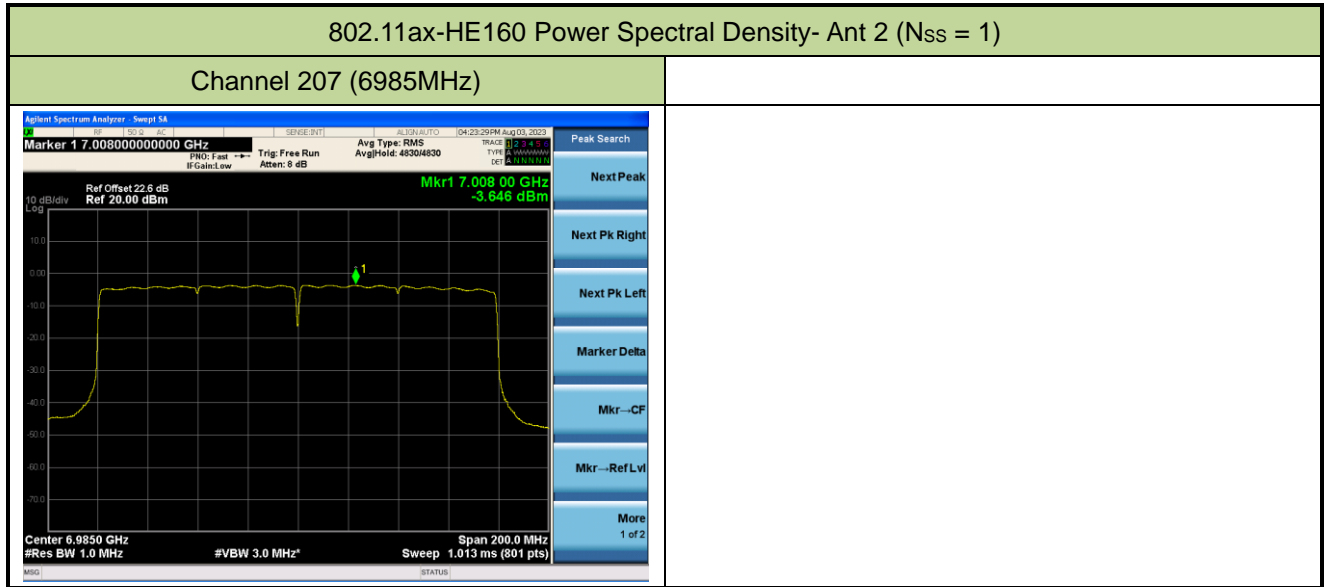 802.11ax-HE160 Power Spectral Density- Ant 2 (NSS = 1)
Channel 207 (6985MHz)
Agilent Spectrum Analyzer - Swept SA
RF 50 Ω AC SENSE:INT ALIGN AUTO 04:23:29 PM Aug 03, 2023
Marker 1 7.008000000000 GHz
PNO: Fast
IFGain:Low
Trig: Free Run
Atten: 8 dB
Avg Type: RMS
Avg|Hold: 4830/4830
TRACE 1 2 3 4 5 6
TYPE A
DET A N N N N N
Peak Search
Ref Offset 22.6 dB
10 dB/div Ref 20.00 dBm
Log
Mkr1 7.008 00 GHz
-3.646 dBm
1
10.0
0.00
-10.0
-20.0
-30.0
-40.0
-50.0
-60.0
-70.0
Center 6.9850 GHz
Span 200.0 MHz
#Res BW 1.0 MHz
#VBW 3.0 MHz*
Sweep 1.013 ms (801 pts)
Next Peak
Next Pk Right
Next Pk Left
Marker Delta
Mkr→CF
Mkr→Ref Lvl
More
1 of 2
MSG
STATUS